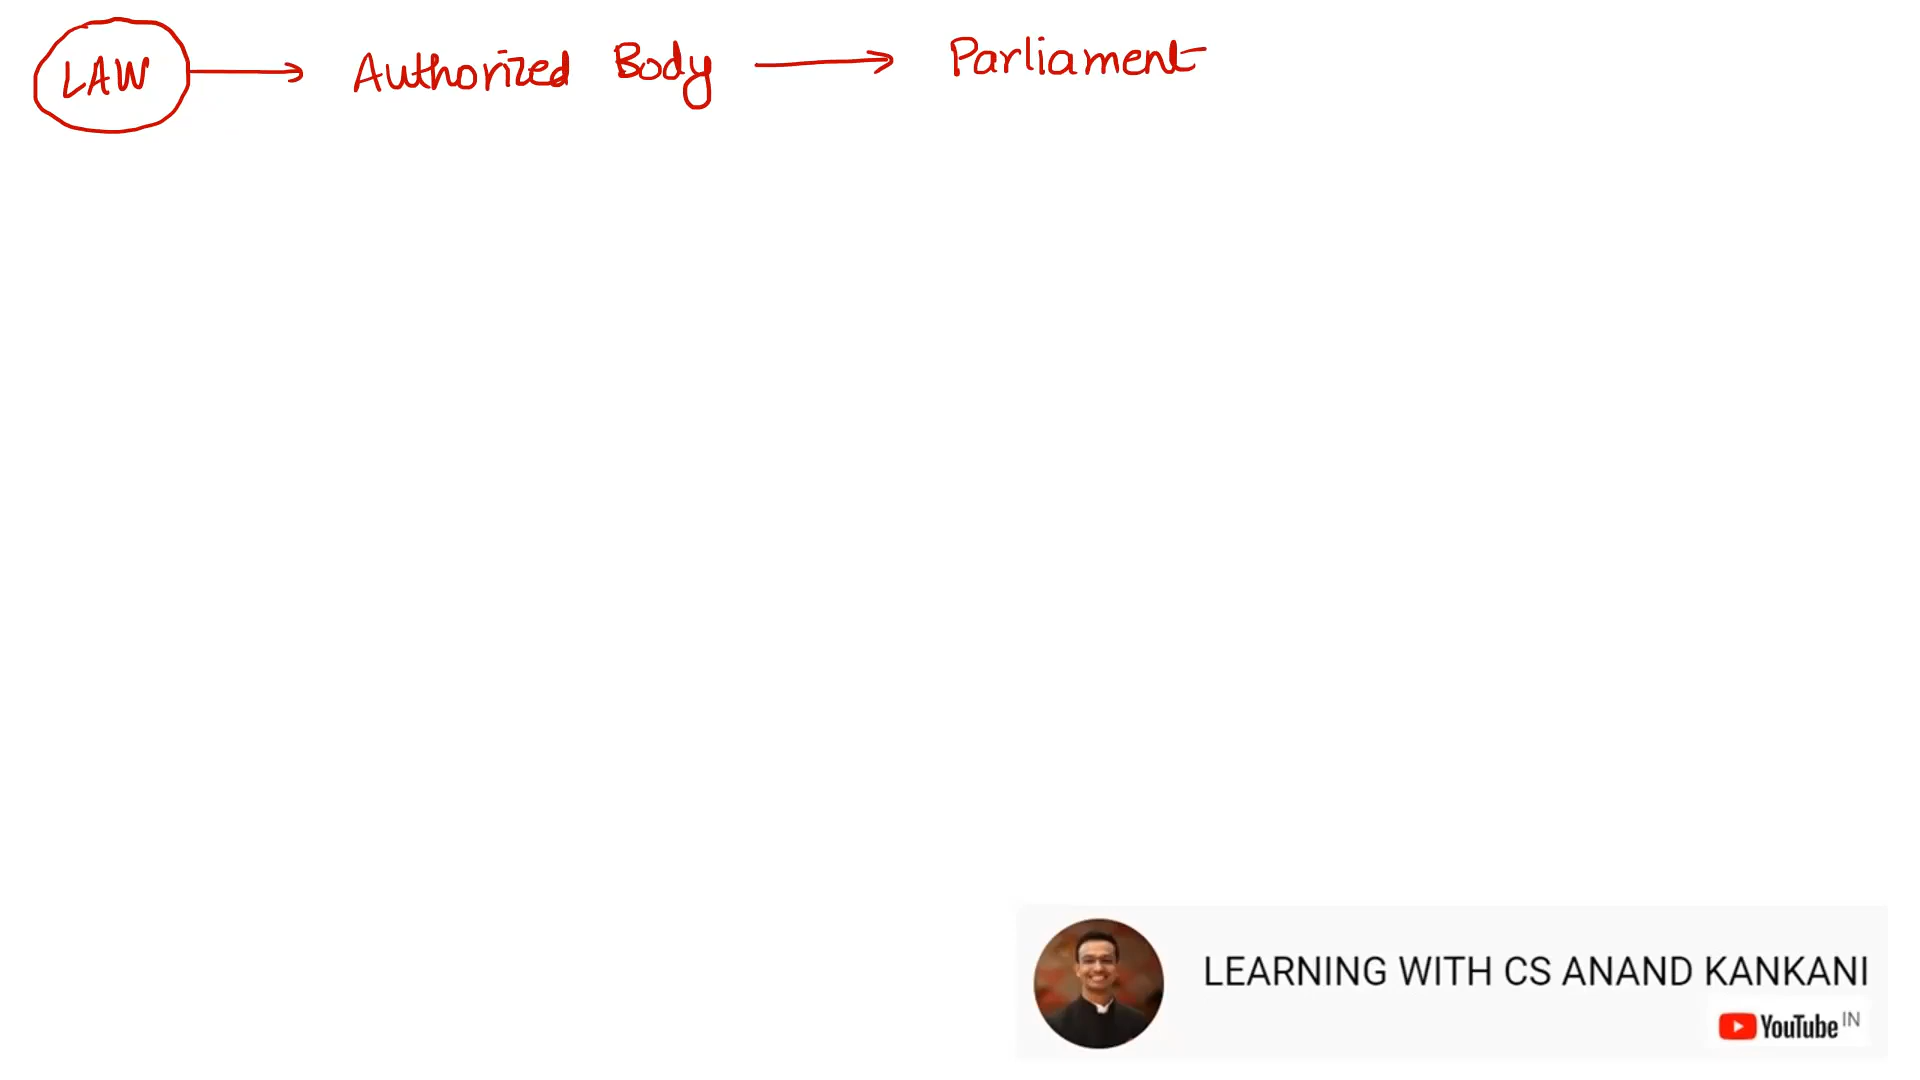 LAW → Authorized Body → Parliament
LEARNING WITH CS ANAND KANKANI
YouTube IN